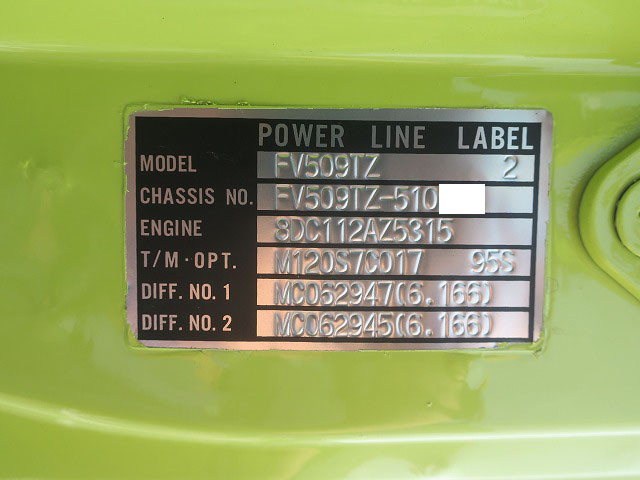 POWER LINE LABEL
MODEL FV509TZ 2
CHASSIS NO. FV509TZ-510
ENGINE 8DC112AZ5315
T/M·OPT. M120S7C017 95S
DIFF. NO. 1 MC062947(6.166)
DIFF. NO. 2 MC062945(6.166)